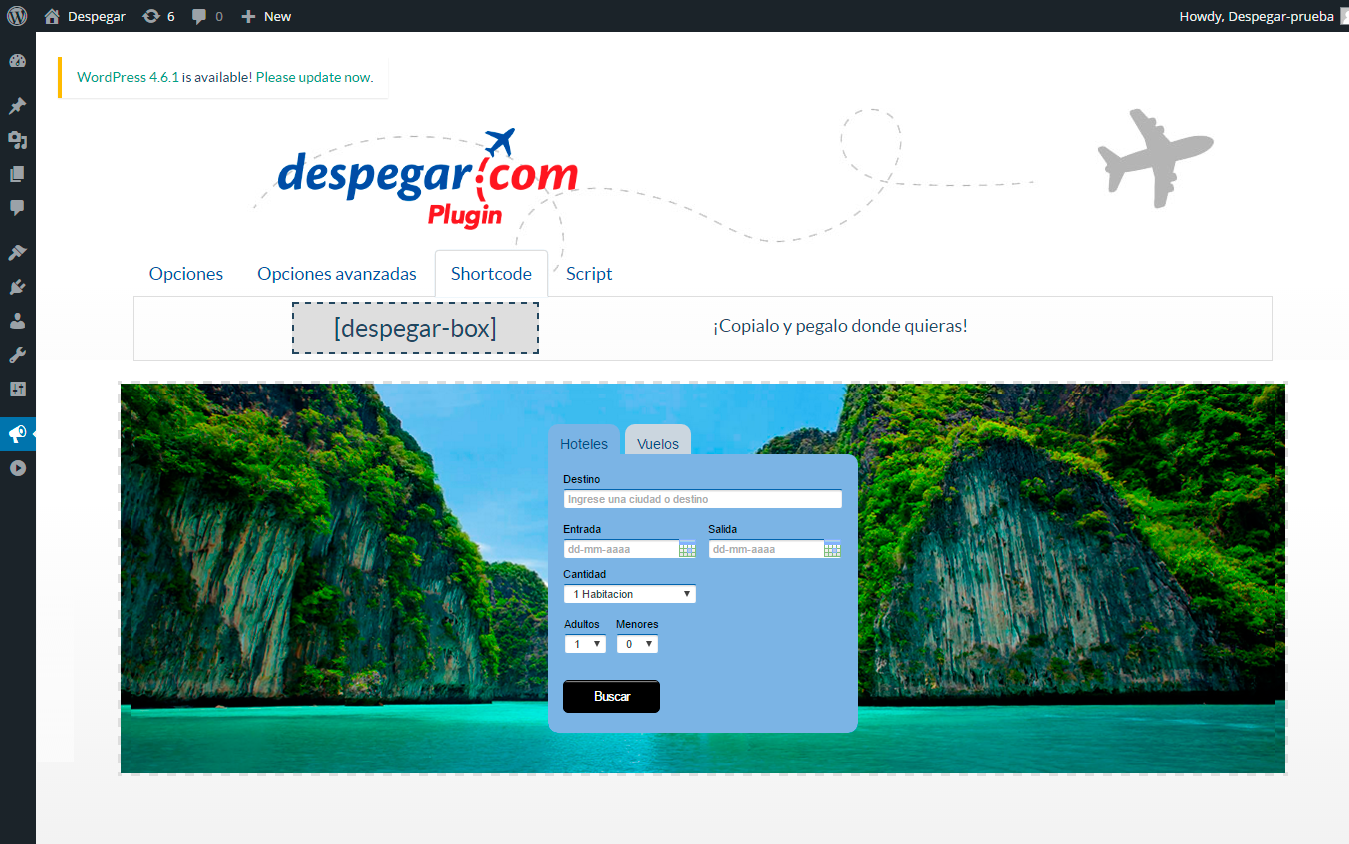 Despegar 6 0 New Howdy, Despegar-prueba
WordPress 4.6.1 is available! Please update now.
despegar.com
Plugin
Opciones Opciones avanzadas Shortcode Script
[despegar-box] ¡Copialo y pegalo donde quieras!
Hoteles Vuelos
Destino
Ingrese una ciudad o destino
Entrada Salida
dd-mm-aaaa dd-mm-aaaa
Cantidad
1 Habitacion
Adultos Menores
1 0
Buscar